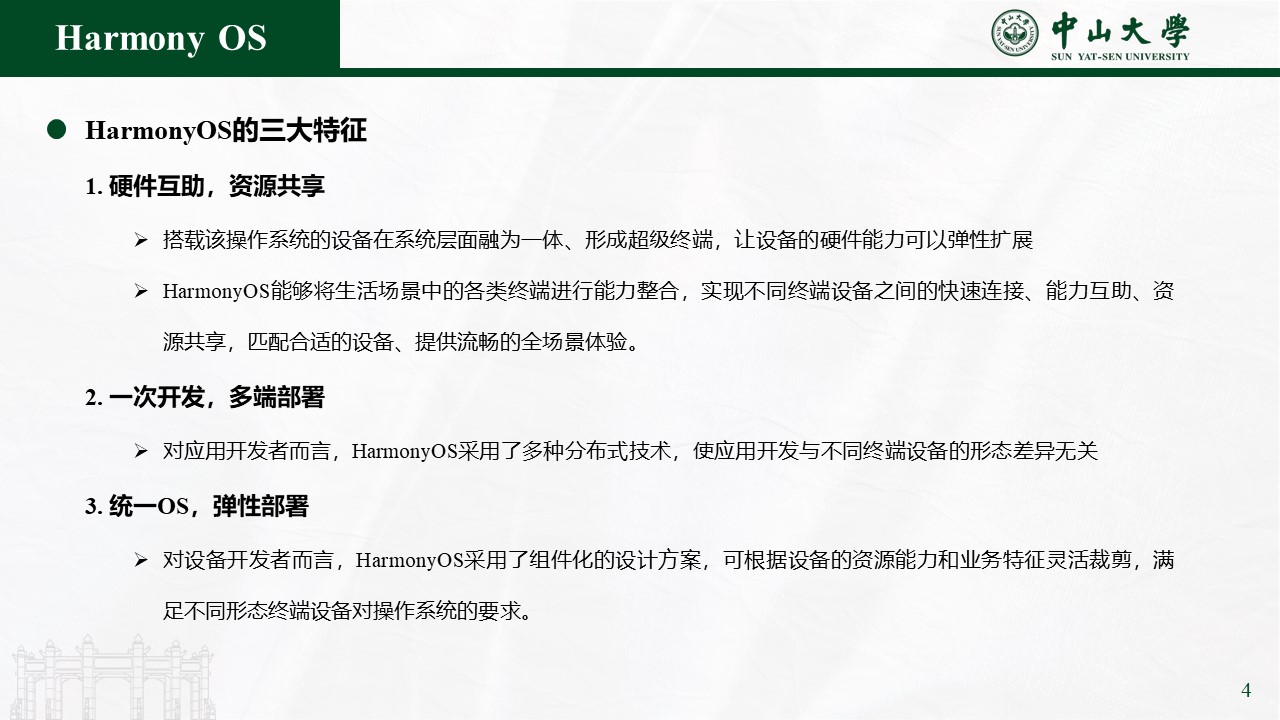 Harmony OS
中山大学
SUN YAT-SEN UNIVERSITY
HarmonyOS的三大特征
1. 硬件互助，资源共享
搭载该操作系统的设备在系统层面融为一体、形成超级终端，让设备的硬件能力可以弹性扩展
HarmonyOS能够将生活场景中的各类终端进行能力整合，实现不同终端设备之间的快速连接、能力互助、资
源共享，匹配合适的设备、提供流畅的全场景体验。
2. 一次开发，多端部署
对应用开发者而言，HarmonyOS采用了多种分布式技术，使应用开发与不同终端设备的形态差异无关
3. 统一OS，弹性部署
对设备开发者而言，HarmonyOS采用了组件化的设计方案，可根据设备的资源能力和业务特征灵活裁剪，满
足不同形态终端设备对操作系统的要求。
4